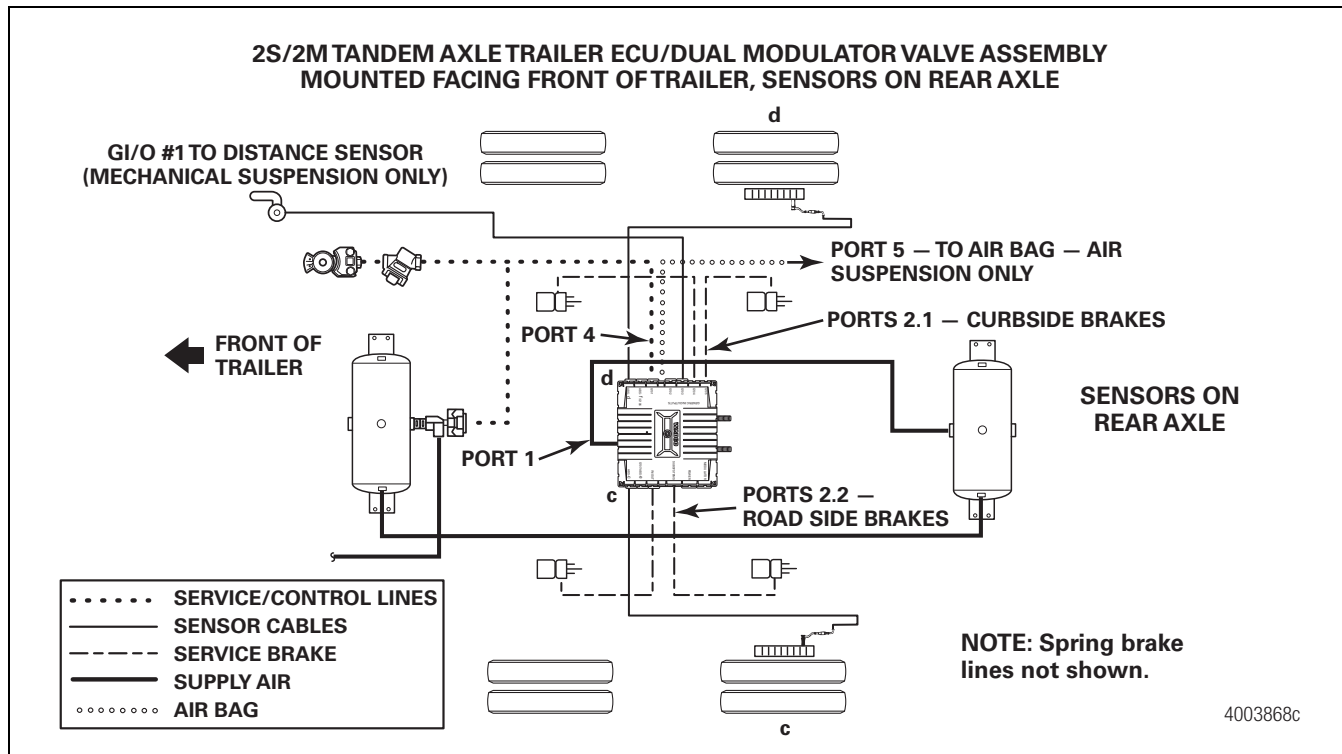 2S/2M TANDEM AXLE TRAILER ECU/DUAL MODULATOR VALVE ASSEMBLY
MOUNTED FACING FRONT OF TRAILER, SENSORS ON REAR AXLE
d
GI/O #1 TO DISTANCE SENSOR
(MECHANICAL SUSPENSION ONLY)
PORT 5 — TO AIR BAG — AIR
SUSPENSION ONLY
PORT 4
PORTS 2.1 — CURBSIDE BRAKES
FRONT OF
TRAILER
d
SENSORS ON
REAR AXLE
PORT 1
c
PORTS 2.2 —
ROAD SIDE BRAKES
SERVICE/CONTROL LINES
SENSOR CABLES
SERVICE BRAKE
SUPPLY AIR
AIR BAG
NOTE: Spring brake
lines not shown.
c
4003868c